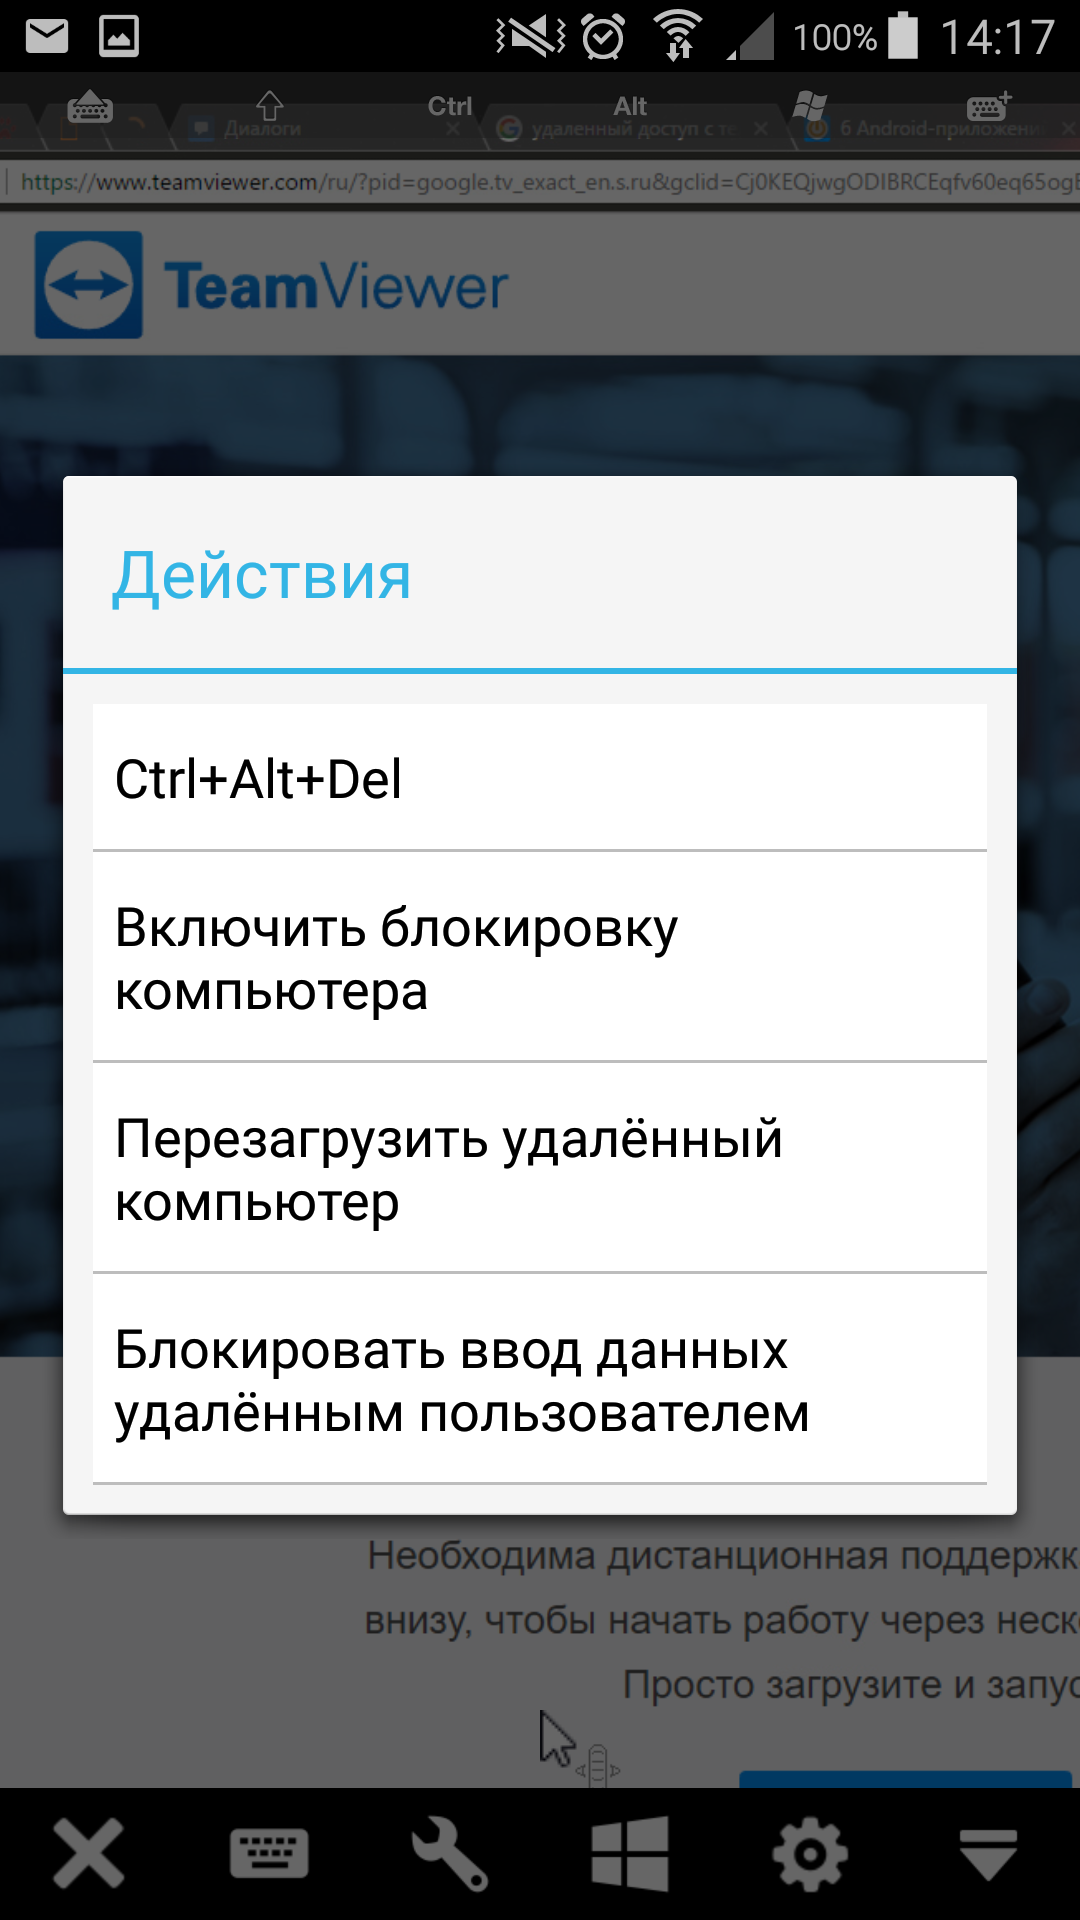 100% 14:17
Ctrl Alt
Диалоги удаленный доступ с те 6 Android-приложени
https://www.teamviewer.com/ru/?pid=google.tv_exact_en.s.ru&gclid=Cj0KEQjwgODIBRCEqfv60eq65ogE
TeamViewer
Действия
Ctrl+Alt+Del
Включить блокировку
компьютера
Перезагрузить удалённый
компьютер
Блокировать ввод данных
удалённым пользователем
Необходима дистанционная поддержк
внизу, чтобы начать работу через неск
Просто загрузите и запус